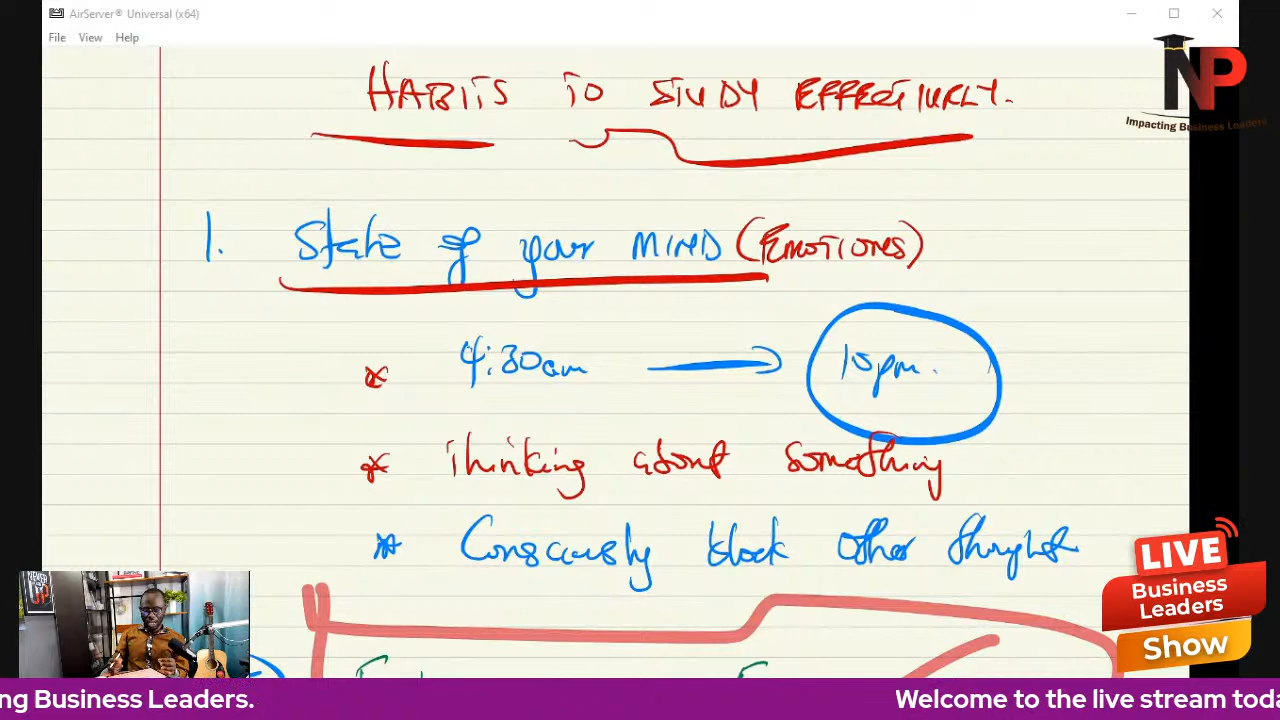 AirServer® Universal (x64)
File View Help
NP
Impacting Business Leaders
HABITS TO STUDY EFFECTIVELY.
1. State of your MIND (EMOTIONS)
* 4:30am → 10pm.
* Thinking about something
* Consciously block other thoughts
LIVE
Business
Leaders
Show
ng Business Leaders.
Welcome to the live stream toda